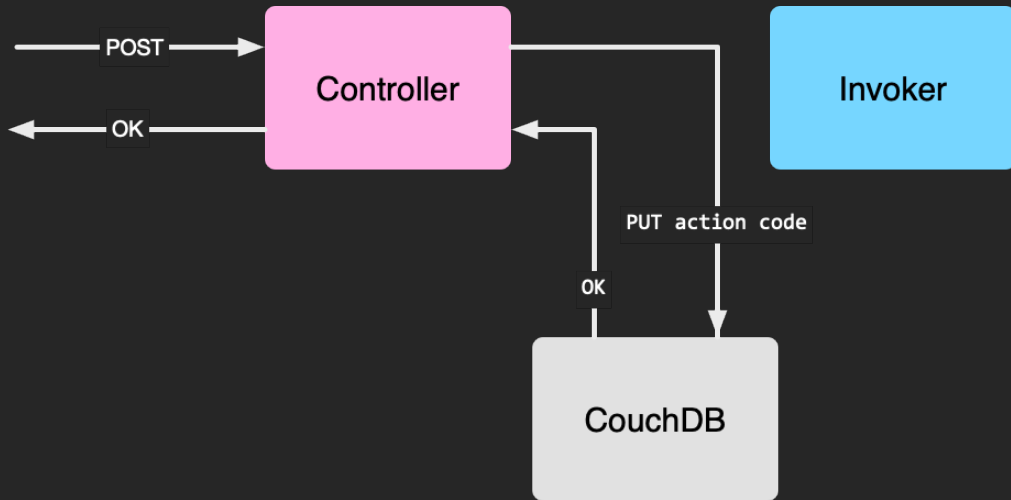 POST
Controller
Invoker
OK
PUT action code
OK
CouchDB